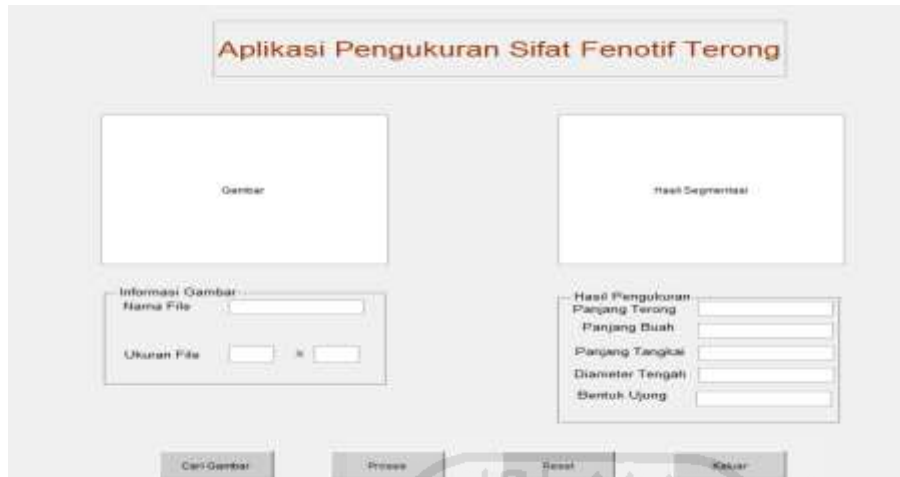 Aplikasi Pengukuran Sifat Fenotif Terong
Gambar
Hasil Segmentasi
Informasi Gambar
Nama File
Ukuran File
x
Hasil Pengukuran
Panjang Terong
Panjang Buah
Panjang Tangkai
Diameter Tengah
Bentuk Ujung
Cari Gambar
Proses
Reset
Keluar